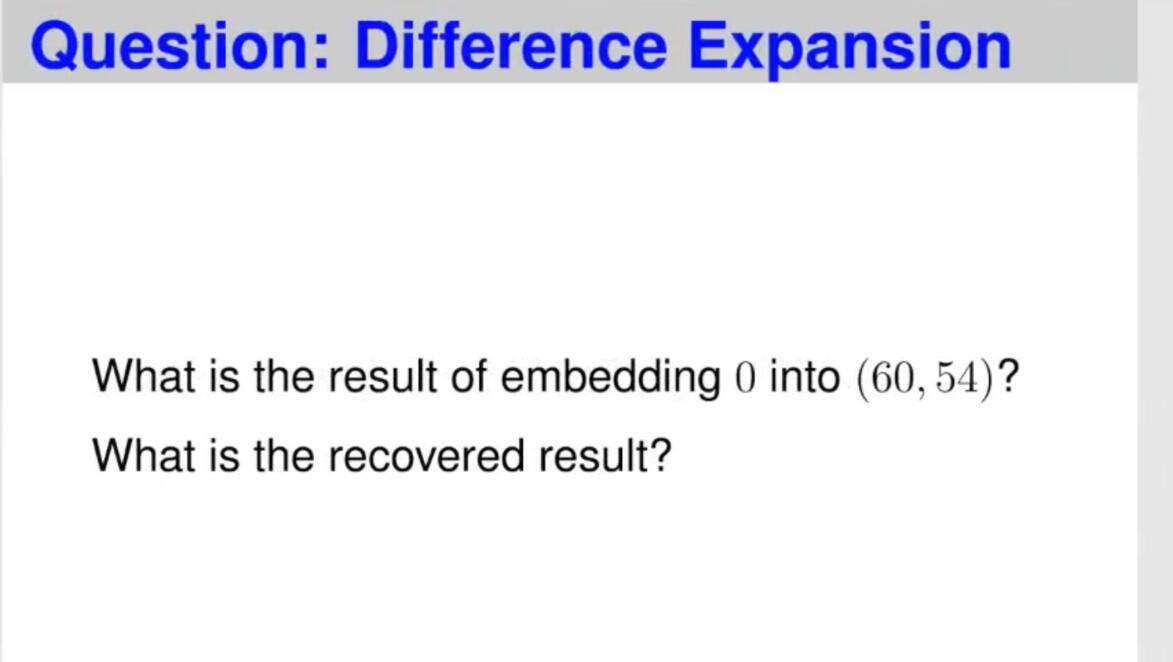 Question: Difference Expansion
What is the result of embedding 0 into (60, 54)?
What is the recovered result?